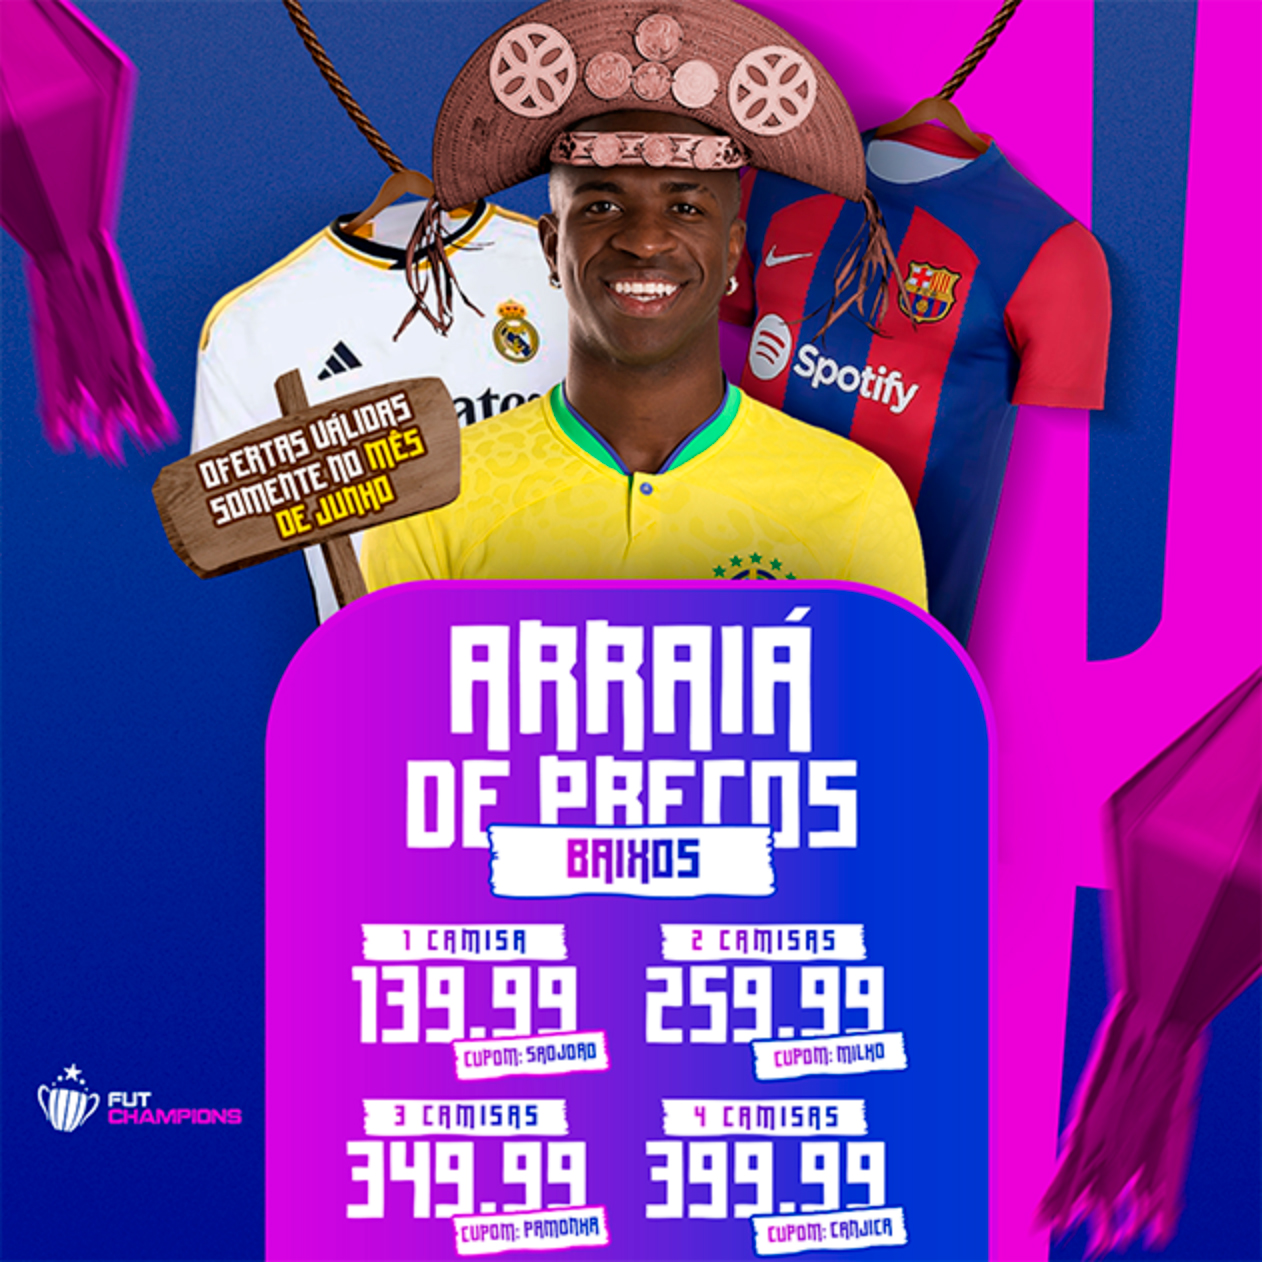 OFERTAS VÁLIDAS
SOMENTE NO MÊS
DE JUNHO
Spotify
ARRAIÁ
DE PREÇOS
BAIXOS
1 CAMISA
139.99
CUPOM: SAOJOAO
2 CAMISAS
259.99
CUPOM: MILHO
3 CAMISAS
349.99
CUPOM: PAMONHA
4 CAMISAS
399.99
CUPOM: CANJICA
FUT
CHAMPIONS